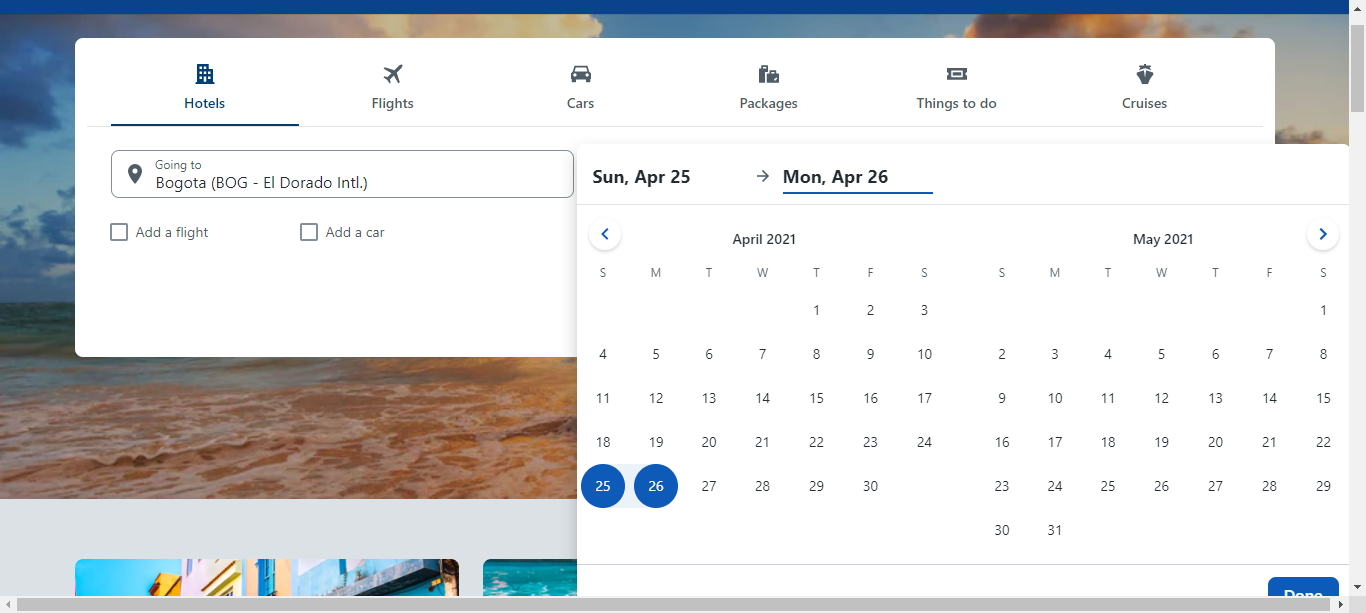 Hotels Flights Cars Packages Things to do Cruises
Going to
Bogota (BOG - El Dorado Intl.)
Add a flight Add a car
Sun, Apr 25 Mon, Apr 26
April 2021
S M T W T F S
1 2 3
4 5 6 7 8 9 10
11 12 13 14 15 16 17
18 19 20 21 22 23 24
25 26 27 28 29 30
May 2021
S M T W T F S
1
2 3 4 5 6 7 8
9 10 11 12 13 14 15
16 17 18 19 20 21 22
23 24 25 26 27 28 29
30 31
Done